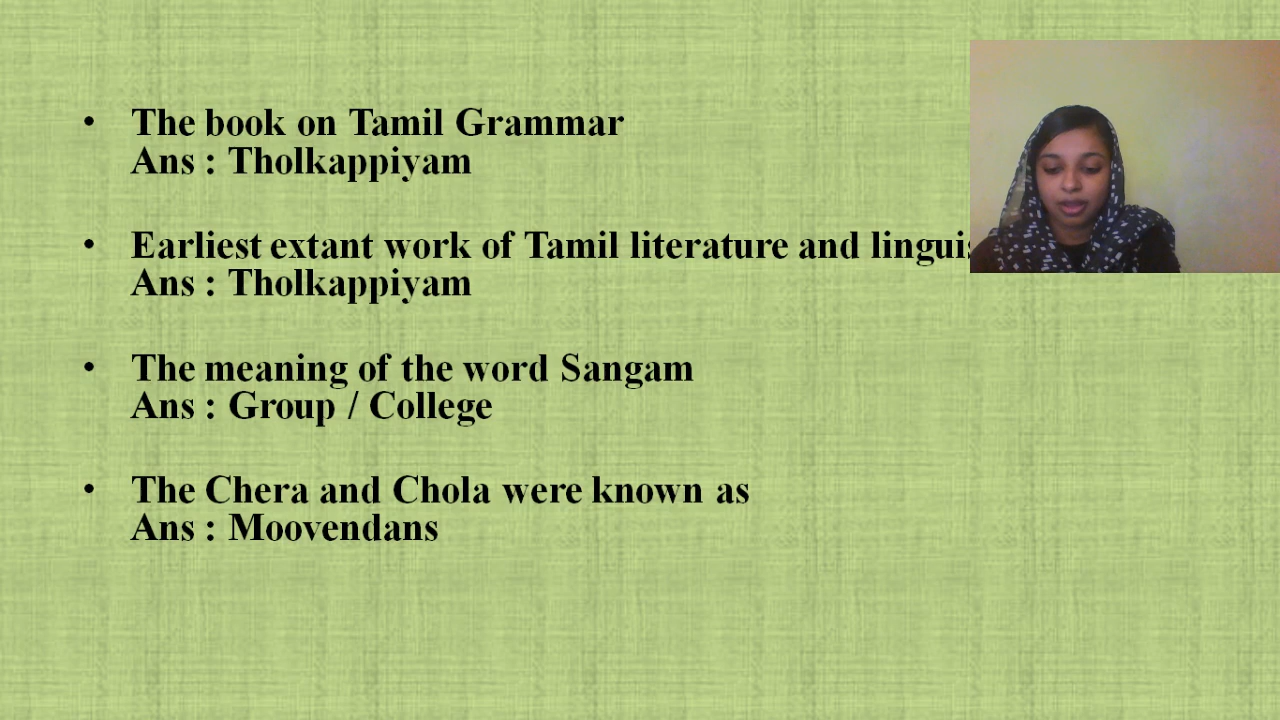 • The book on Tamil Grammar
Ans : Tholkappiyam
• Earliest extant work of Tamil literature and
Ans : Tholkappiyam
• The meaning of the word Sangam
Ans : Group / College
• The Chera and Chola were known as
Ans : Moovendans